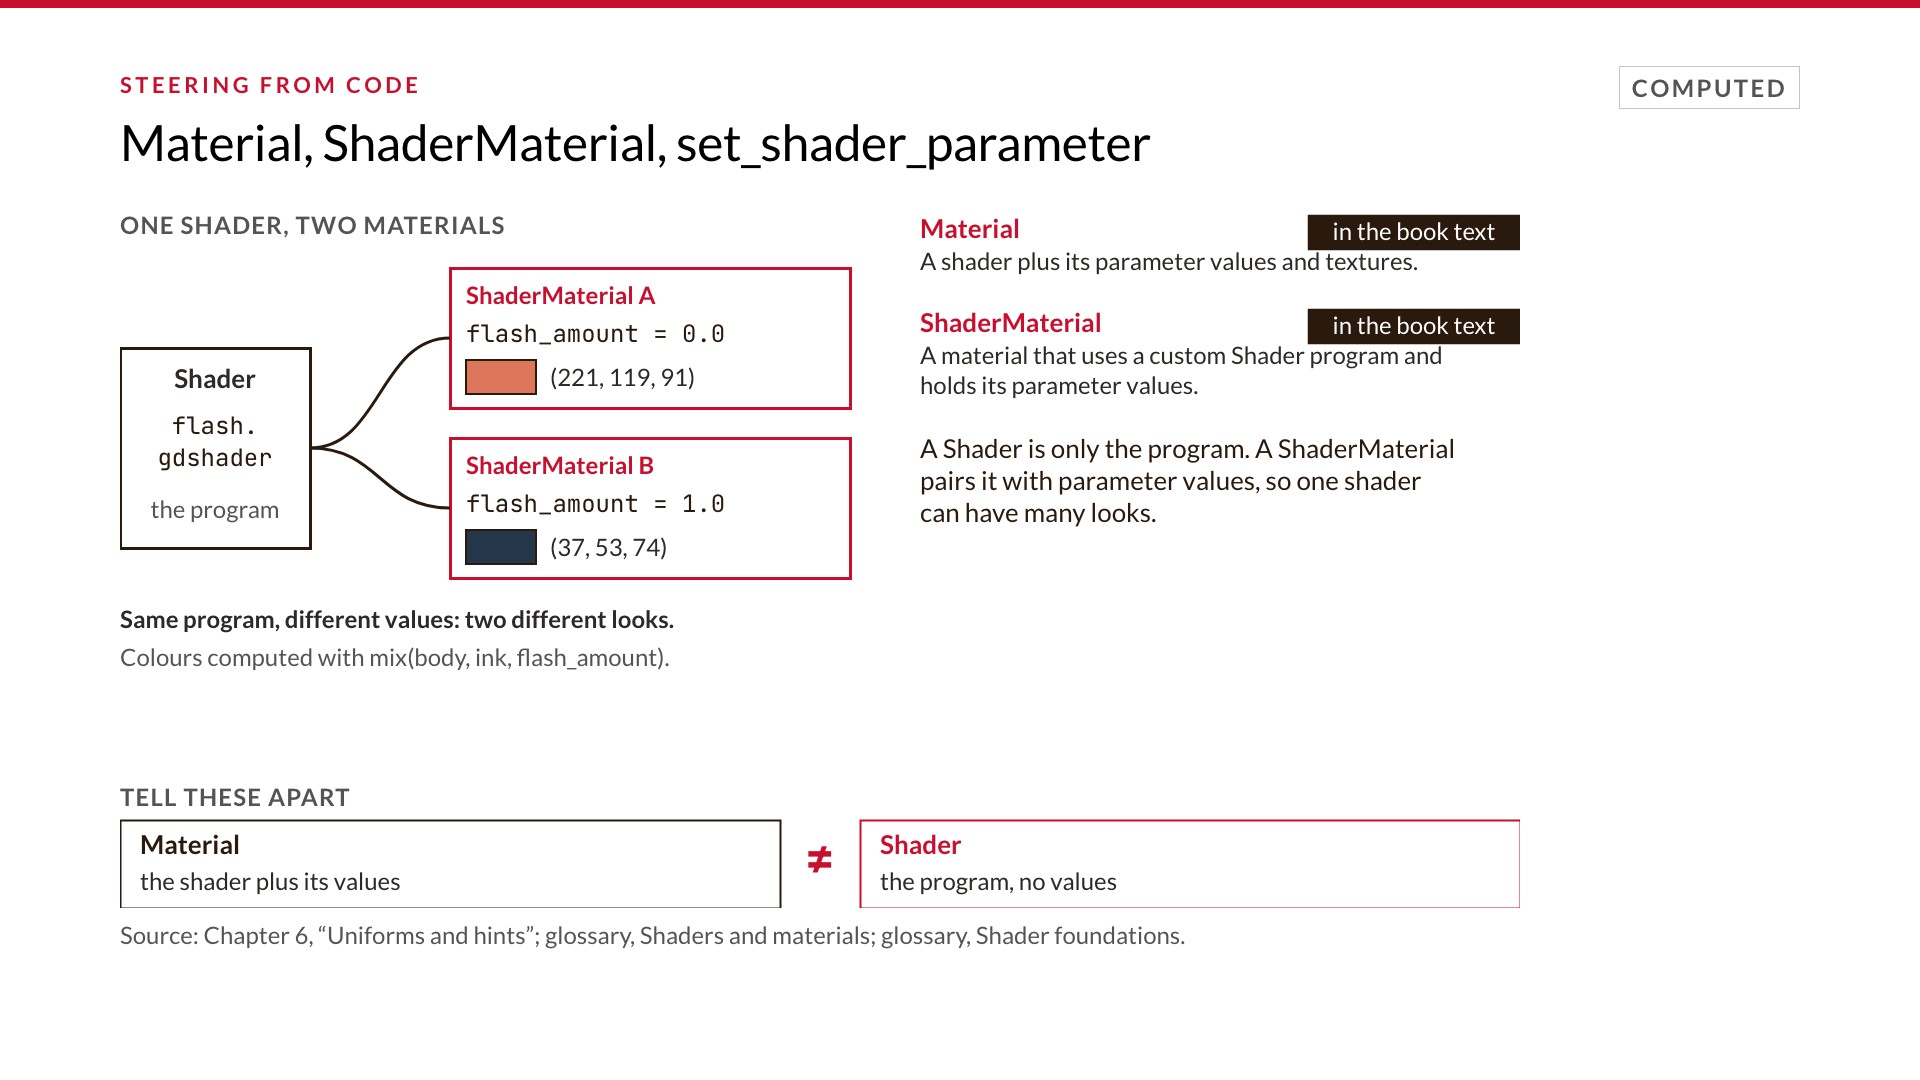 STEERING FROM CODE
COMPUTED
Material, ShaderMaterial, set_shader_parameter
ONE SHADER, TWO MATERIALS
Shader
flash.
gdshader
the program
ShaderMaterial A
flash_amount = 0.0
(221, 119, 91)
ShaderMaterial B
flash_amount = 1.0
(37, 53, 74)
Same program, different values: two different looks.
Colours computed with mix(body, ink, flash_amount).
Material
in the book text
A shader plus its parameter values and textures.
ShaderMaterial
in the book text
A material that uses a custom Shader program and
holds its parameter values.
A Shader is only the program. A ShaderMaterial
pairs it with parameter values, so one shader
can have many looks.
TELL THESE APART
Material
the shader plus its values
≠
Shader
the program, no values
Source: Chapter 6, “Uniforms and hints”; glossary, Shaders and materials; glossary, Shader foundations.